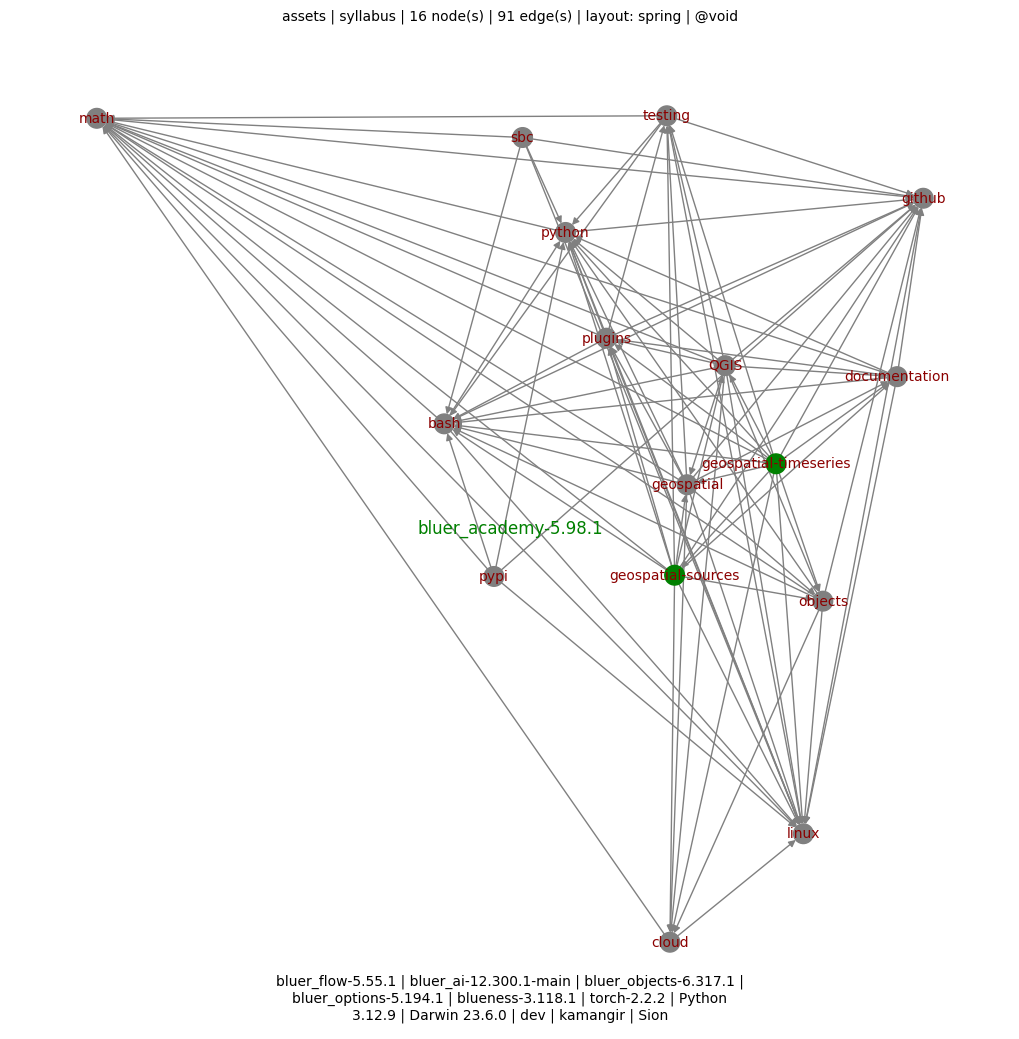 assets | syllabus | 16 node(s) | 91 edge(s) | layout: spring | @void
math
testing
sbc
github
python
plugins
QGIS
documentation
bash
geospatial-timeseries
geospatial
bluer_academy-5.98.1
pypi
geospatial-sources
objects
linux
cloud
bluer_flow-5.55.1 | bluer_ai-12.300.1-main | bluer_objects-6.317.1 |
bluer_options-5.194.1 | blueness-3.118.1 | torch-2.2.2 | Python
3.12.9 | Darwin 23.6.0 | dev | kamangir | Sion